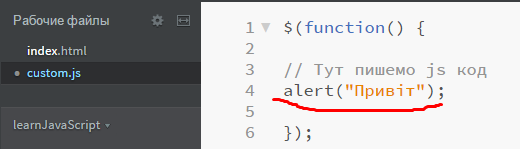 Рабочие файлы
index.html
custom.js
learnJavaScript
1 $(function() {
2
3 // Тут пишемо js код
4 alert("Привіт");
5
6 });